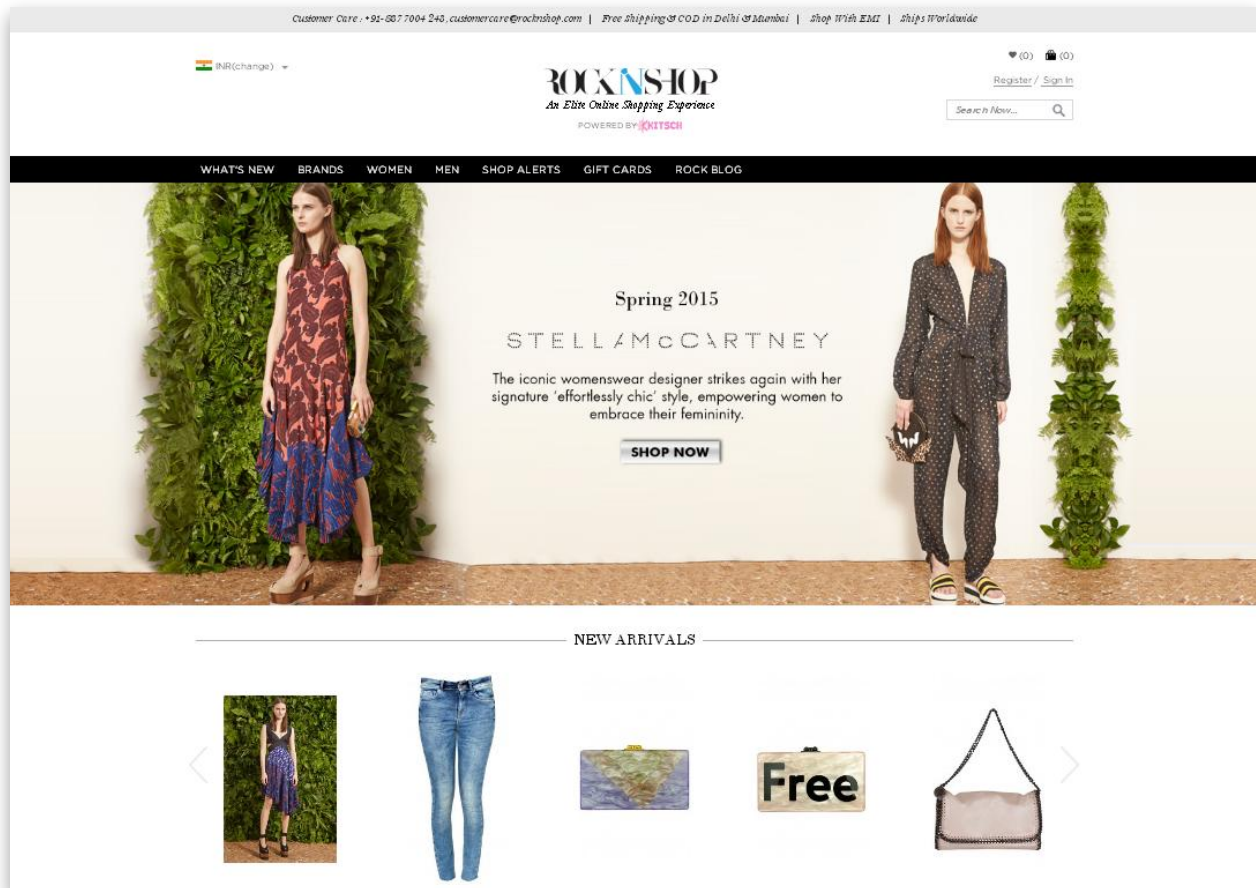 Customer Care : +91-887 7004 248, customercare@rocknshop.com | Free Shipping & COD in Delhi & Mumbai | Shop With EMI | Ships Worldwide
INR(change)
(0) (0)
Register / Sign In
Search Now...
ROCKNSHOP
An Elite Online Shopping Experience
POWERED BY KITSCH
WHAT'S NEW BRANDS WOMEN MEN SHOP ALERTS GIFT CARDS ROCK BLOG
Spring 2015
STELLA McCARTNEY
The iconic womenswear designer strikes again with her
signature 'effortlessly chic' style, empowering women to
embrace their femininity.
SHOP NOW
NEW ARRIVALS
Free